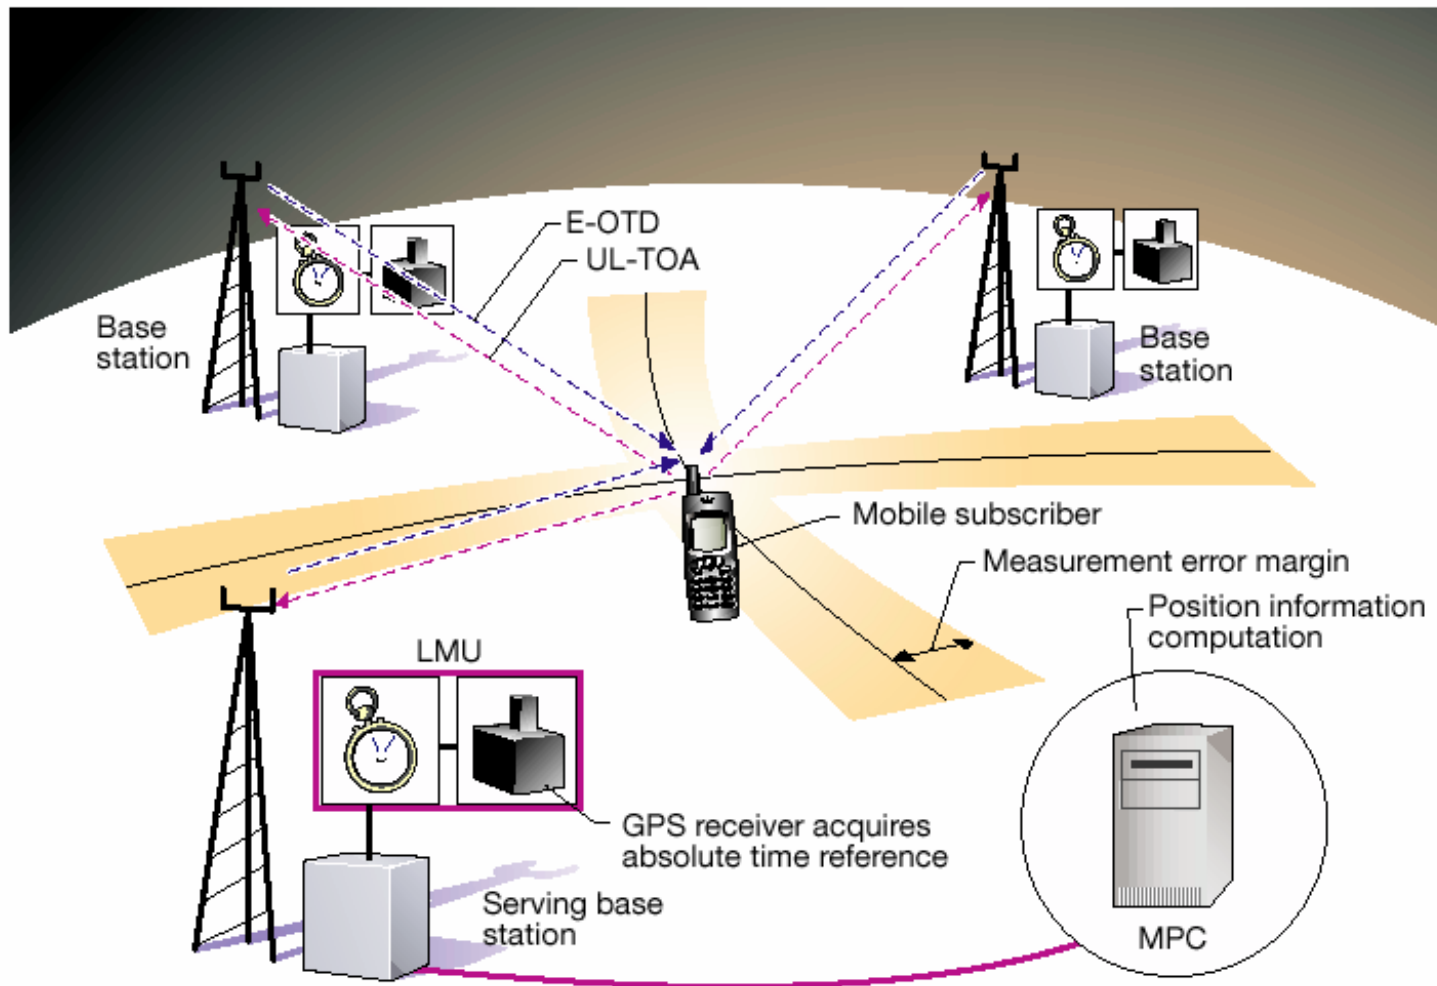 E-OTD
UL-TOA
Base
station
Base
station
Mobile subscriber
Measurement error margin
Position information
computation
LMU
GPS receiver acquires
absolute time reference
Serving base
station
MPC